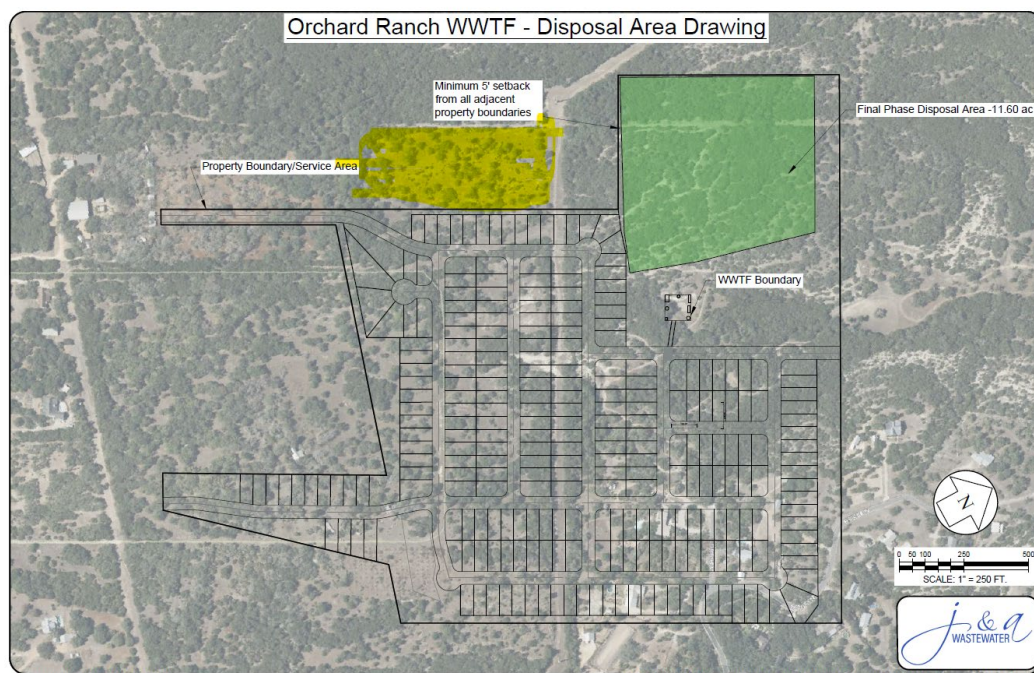 Orchard Ranch WWTF - Disposal Area Drawing
Minimum 5' setback
from all adjacent
property boundaries
Final Phase Disposal Area -11.60 ac
Property Boundary/Service Area
WWTF Boundary
N
0 50 100 250 500
SCALE: 1" = 250 FT.
j & a
WASTEWATER